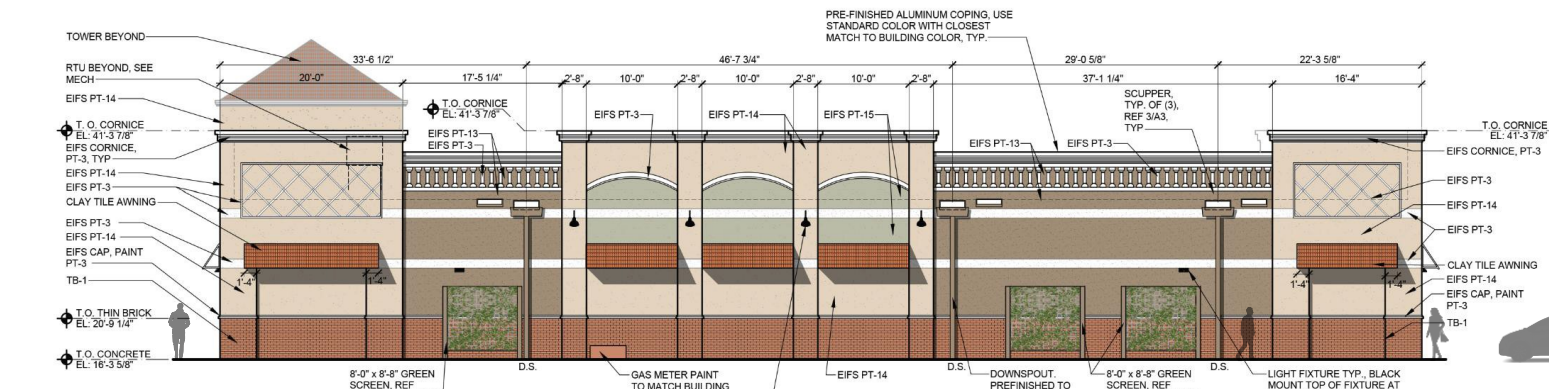 PRE-FINISHED ALUMINUM COPING, USE
STANDARD COLOR WITH CLOSEST
MATCH TO BUILDING COLOR, TYP.
TOWER BEYOND
RTU BEYOND, SEE
MECH
EIFS PT-14
T. O. CORNICE
EL: 41'-3 7/8"
EIFS CORNICE,
PT-3, TYP
EIFS PT-14
EIFS PT-3
CLAY TILE AWNING
EIFS PT-3
EIFS PT-14
EIFS CAP, PAINT
PT-3
TB-1
T.O. THIN BRICK
EL: 20'-9 1/4"
T.O. CONCRETE
EL: 16'-3 5/8"
33'-6 1/2"
46'-7 3/4"
29'-0 5/8"
22'-3 5/8"
20'-0"
17'-5 1/4"
2'-8"
10'-0"
2'-8"
10'-0"
2'-8"
10'-0"
2'-8"
37'-1 1/4"
16'-4"
T.O. CORNICE
EL: 41'-3 7/8"
EIFS PT-13
EIFS PT-3
EIFS PT-3
EIFS PT-14
EIFS PT-15
SCUPPER,
TYP. OF (3),
REF 3/A3,
TYP
EIFS PT-13
EIFS PT-3
1'-4"
1'-4"
1'-4"
1'-4"
T.O. CORNICE
EL: 41'-3 7/8"
EIFS CORNICE, PT-3
EIFS PT-3
EIFS PT-14
EIFS PT-3
CLAY TILE AWNING
EIFS PT-14
EIFS CAP, PAINT
PT-3
TB-1
8'-0" x 8'-8" GREEN
SCREEN, REF
D.S.
GAS METER PAINT
TO MATCH BUILDING
EIFS PT-14
D.S.
DOWNSPOUT.
PREFINISHED TO
8'-0" x 8'-8" GREEN
SCREEN, REF
D.S.
LIGHT FIXTURE TYP., BLACK
MOUNT TOP OF FIXTURE AT